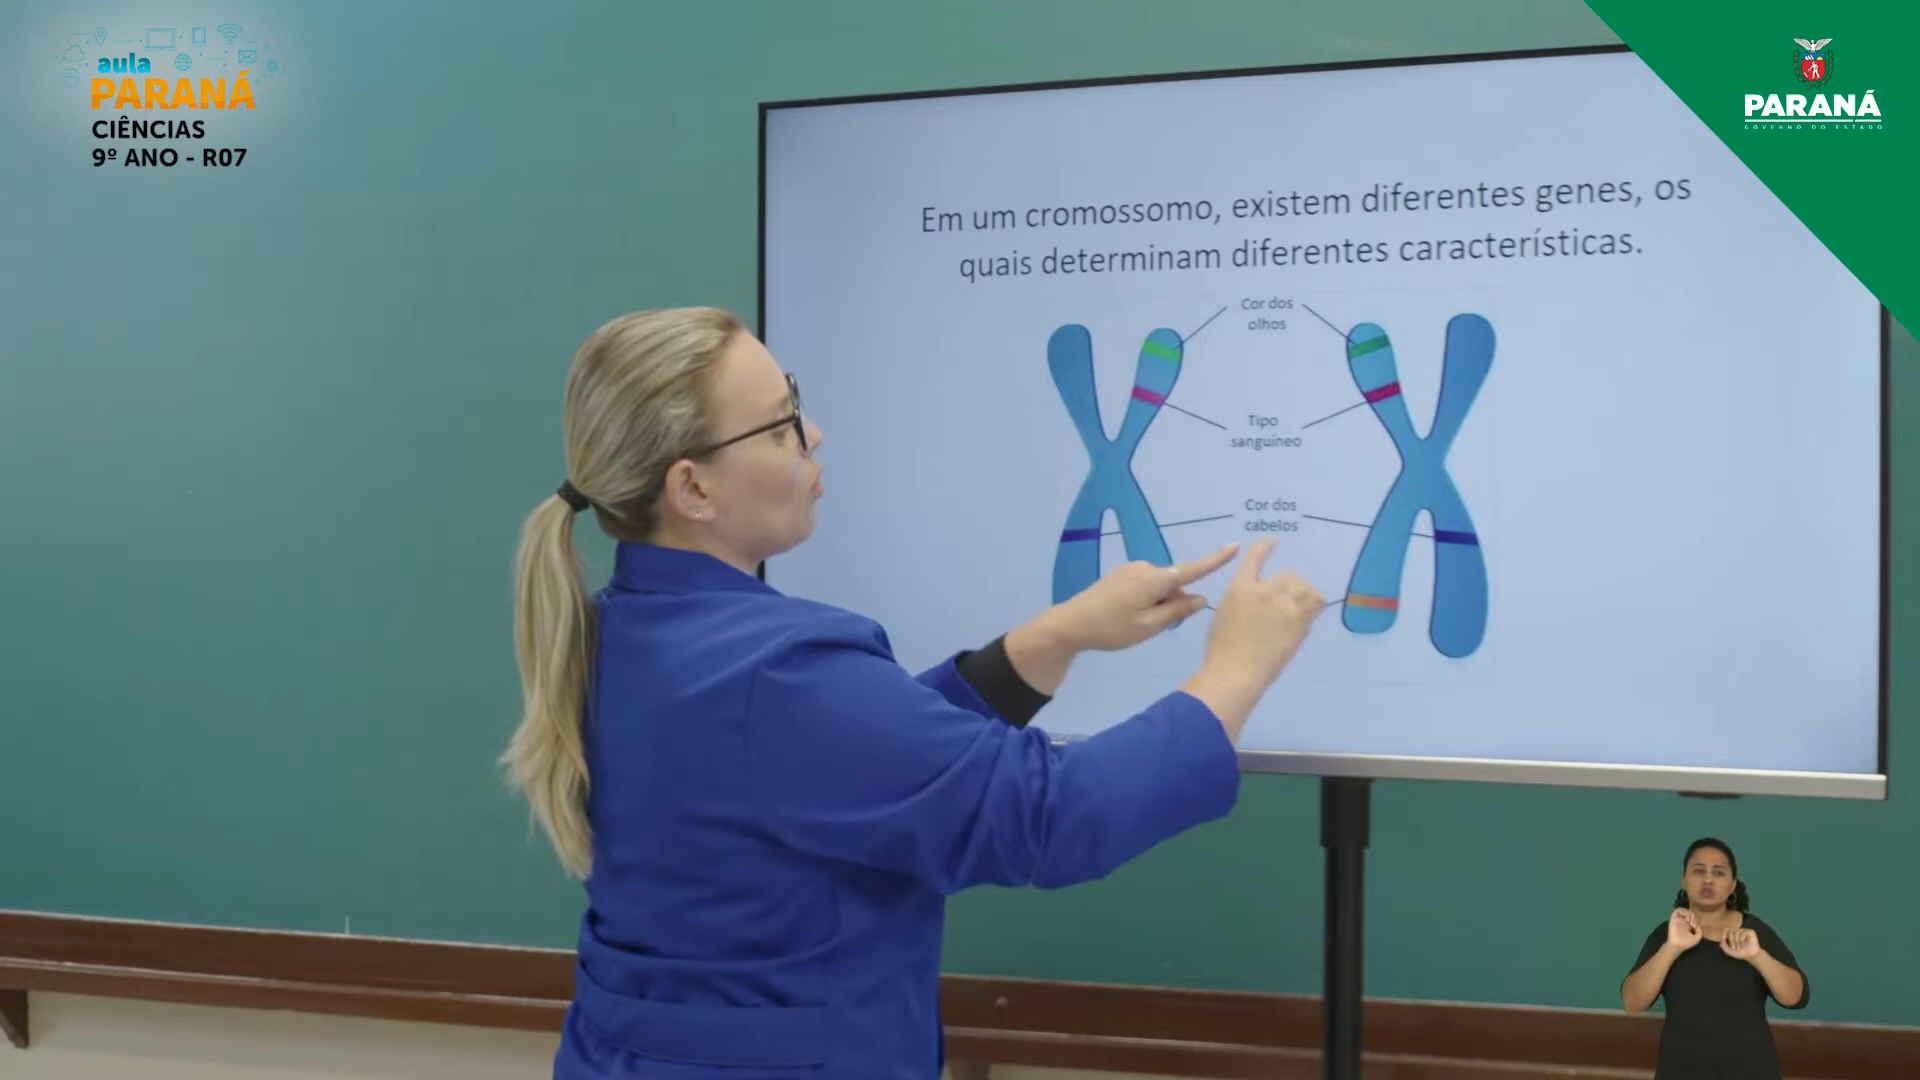 aula
PARANÁ
CIÊNCIAS
9º ANO - R07
PARANÁ
GOVERNO DO ESTADO
Em um cromossomo, existem diferentes genes, os
quais determinam diferentes características.
Cor dos
olhos
Tipo
sanguíneo
Cor dos
cabelos